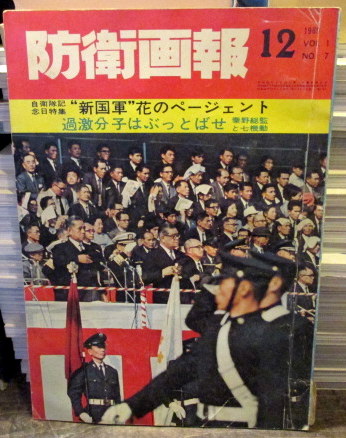 防衛画報
12
VOL 1
NO. 7
自衛隊記
念日特集
“新国軍”花のページェント
過激分子はぶっとばせ
秦野総監
と七機動